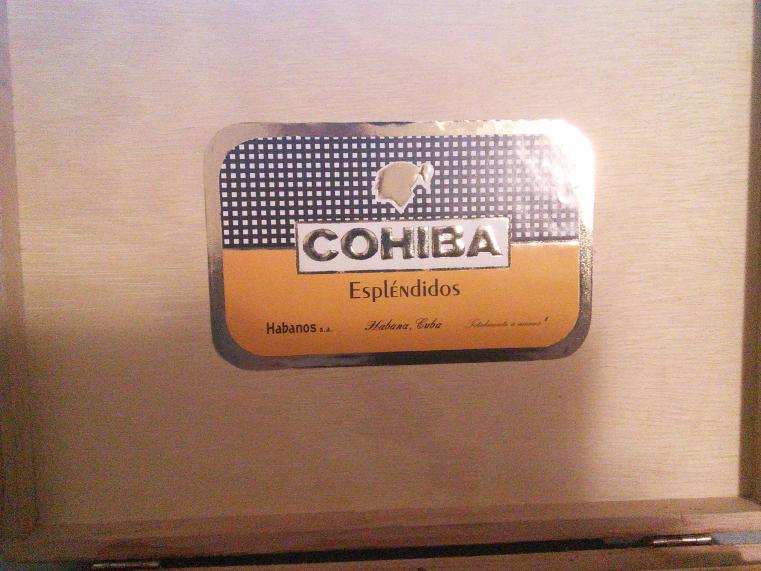 COHIBA
Espléndidos
Habanos s.a. Habana, Cuba Totalmente a mano